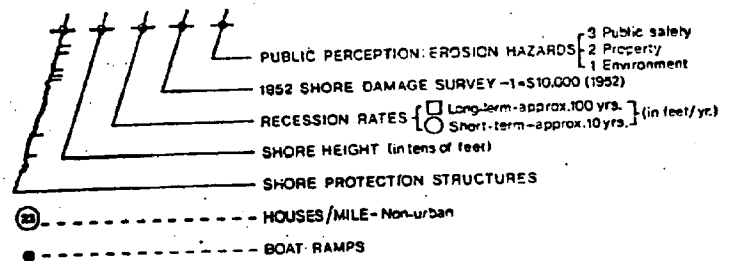 3 Public safety
PUBLIC PERCEPTION: EROSION HAZARDS 2 Property
1 Environment
1952 SHORE DAMAGE SURVEY -1=$10,000 (1952)
RECESSION RATES Long-term-approx. 100 yrs. (in feet/yr.)
Short-term-approx. 10 yrs.
SHORE HEIGHT (in tens of feet)
SHORE PROTECTION STRUCTURES
HOUSES/MILE- Non-urban
BOAT RAMPS